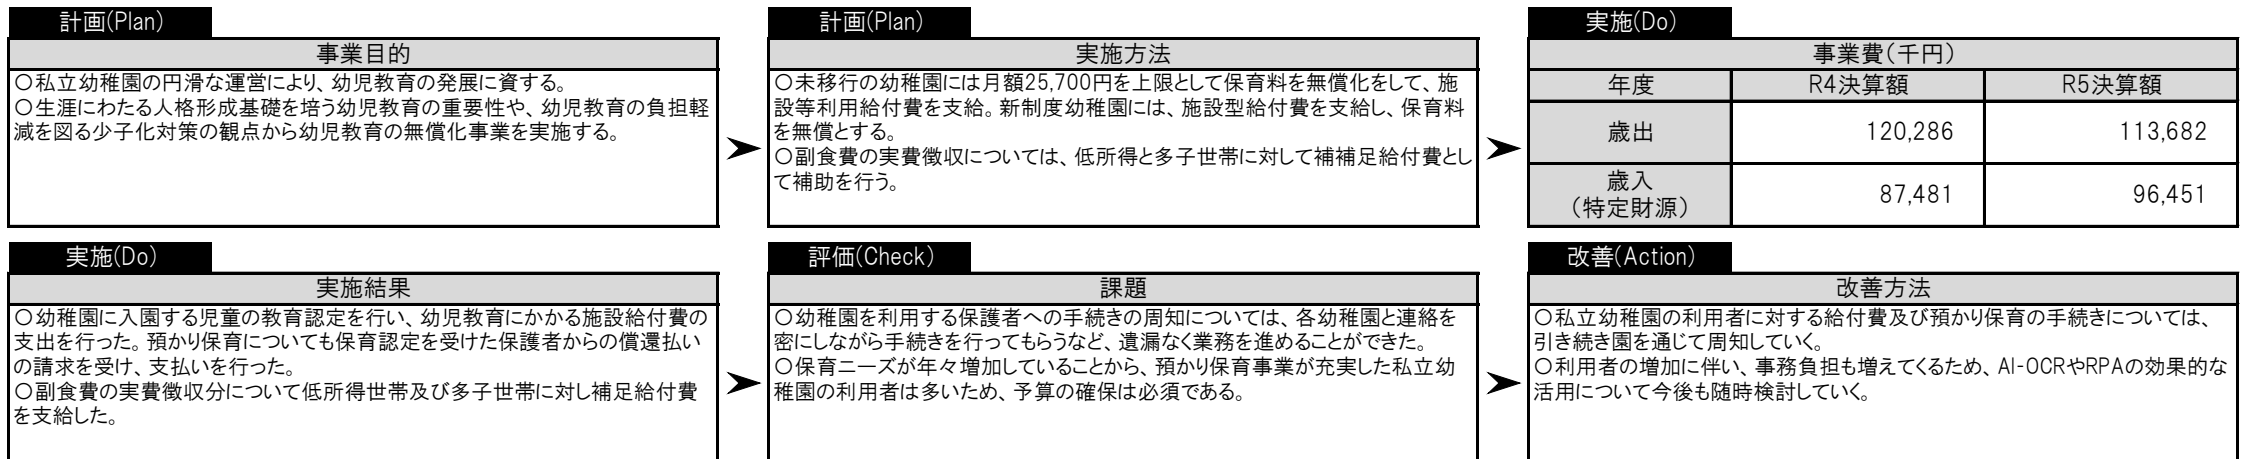 計画(Plan)
事業目的
〇私立幼稚園の円滑な運営により、幼児教育の発展に資する。
〇生涯にわたる人格形成基礎を培う幼児教育の重要性や、幼児教育の負担軽
減を図る少子化対策の観点から幼児教育の無償化事業を実施する。
計画(Plan)
実施方法
〇未移行の幼稚園には月額25,700円を上限として保育料を無償化をして、施
設等利用給付費を支給。新制度幼稚園には、施設型給付費を支給し、保育料
を無償とする。
〇副食費の実費徴収については、低所得と多子世帯に対して補補足給付費とし
て補助を行う。
実施(Do)
事業費(千円)
年度 R4決算額 R5決算額
歳出 120,286 113,682
歳入
(特定財源) 87,481 96,451
実施(Do)
実施結果
〇幼稚園に入園する児童の教育認定を行い、幼児教育にかかる施設給付費の
支出を行った。預かり保育についても保育認定を受けた保護者からの償還払い
の請求を受け、支払いを行った。
〇副食費の実費徴収分について低所得世帯及び多子世帯に対し補足給付費
を支給した。
評価(Check)
課題
〇幼稚園を利用する保護者への手続きの周知については、各幼稚園と連絡を
密にしながら手続きを行ってもらうなど、遺漏なく業務を進めることができた。
〇保育ニーズが年々増加していることから、預かり保育事業が充実した私立幼
稚園の利用者は多いため、予算の確保は必須である。
改善(Action)
改善方法
〇私立幼稚園の利用者に対する給付費及び預かり保育の手続きについては、
引き続き園を通じて周知していく。
〇利用者の増加に伴い、事務負担も増えてくるため、AI-OCRやRPAの効果的な
活用について今後も随時検討していく。